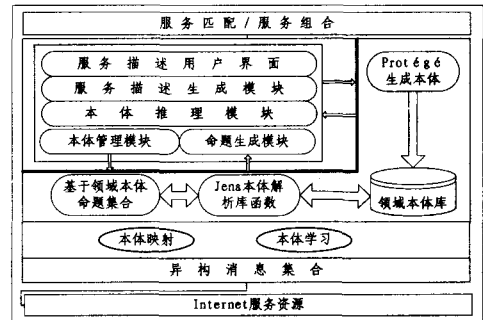 服务匹配/服务组合
服务描述用户界面
服务描述生成模块
本体推理模块
本体管理模块
命题生成模块
Protégé
生成本体
基于领域本体
命题集合
Jena本体解
析库函数
领域本体库
本体映射
本体学习
异构消息集合
Internet服务资源